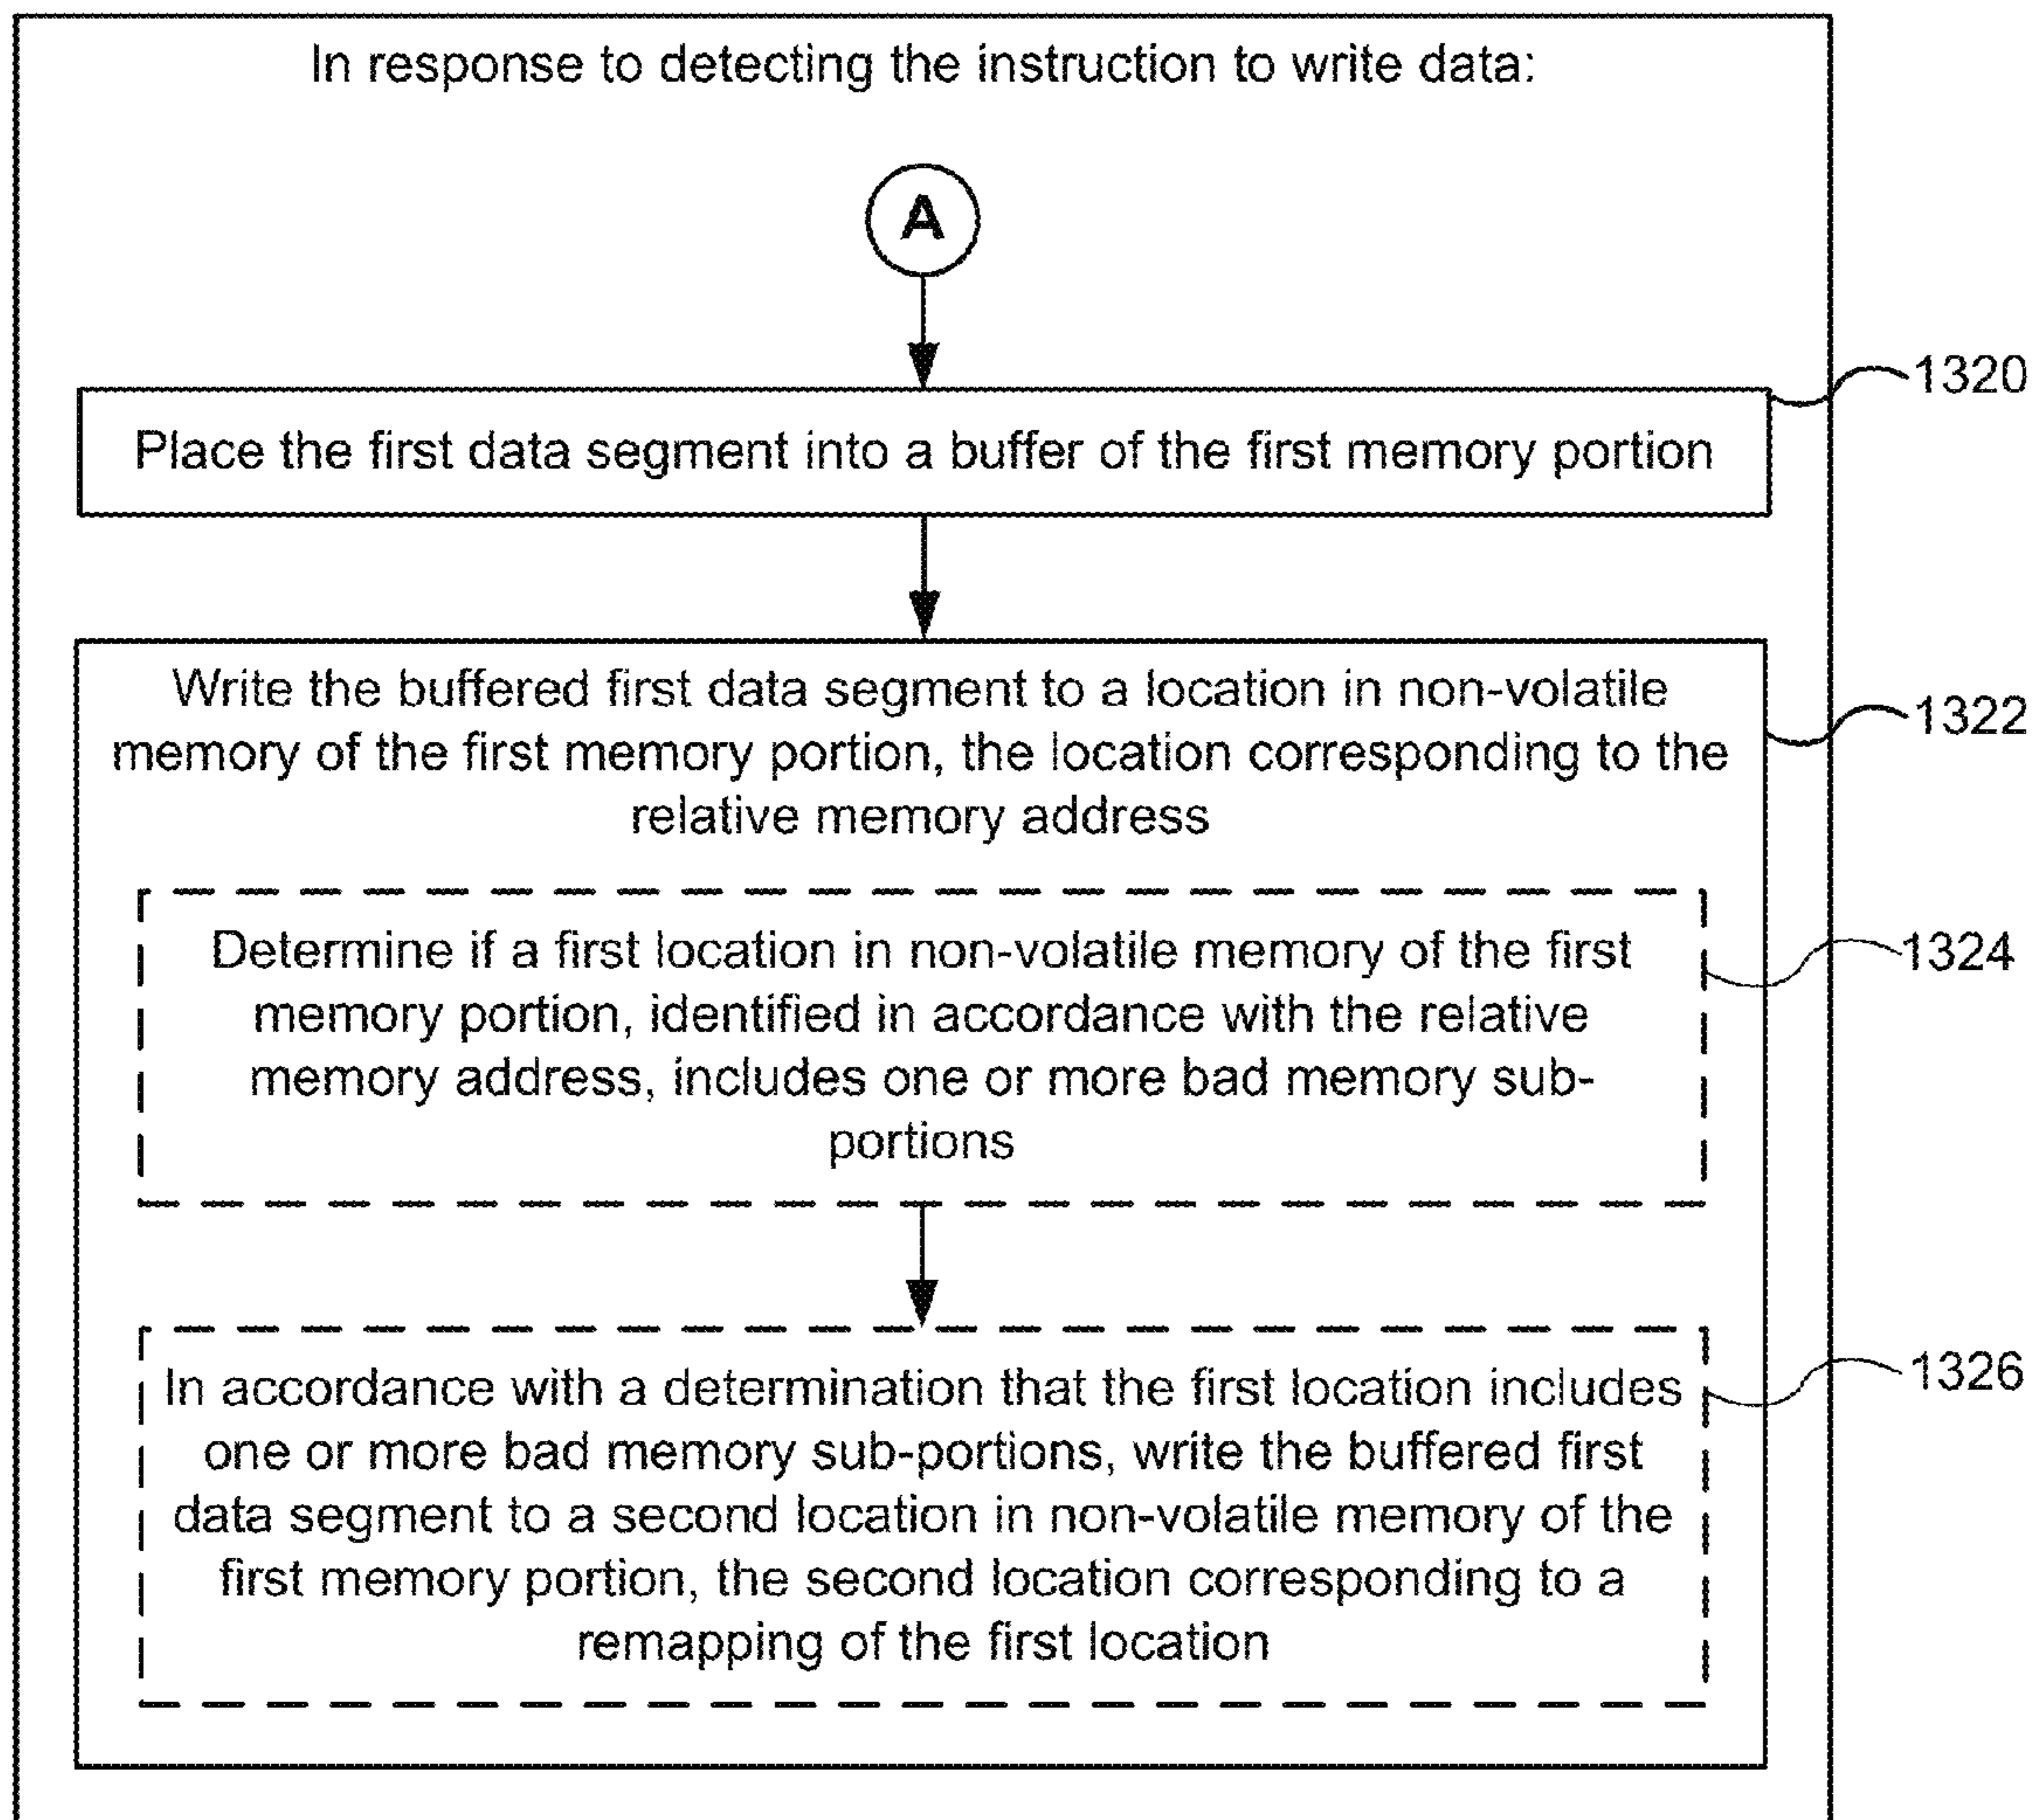 In response to detecting the instruction to write data:
A
1320
Place the first data segment into a buffer of the first memory portion
Write the buffered first data segment to a location in non-volatile
1322
memory of the first memory portion, the location corresponding to the
relative memory address
Determine if a first location in non-volatile memory of the first
1324
memory portion, identified in accordance with the relative
memory address, includes one or more bad memory sub-
portions
In accordance with a determination that the first location includes
1326
one or more bad memory sub-portions, write the buffered first
data segment to a second location in non-volatile memory of the
first memory portion, the second location corresponding to a
remapping of the first location